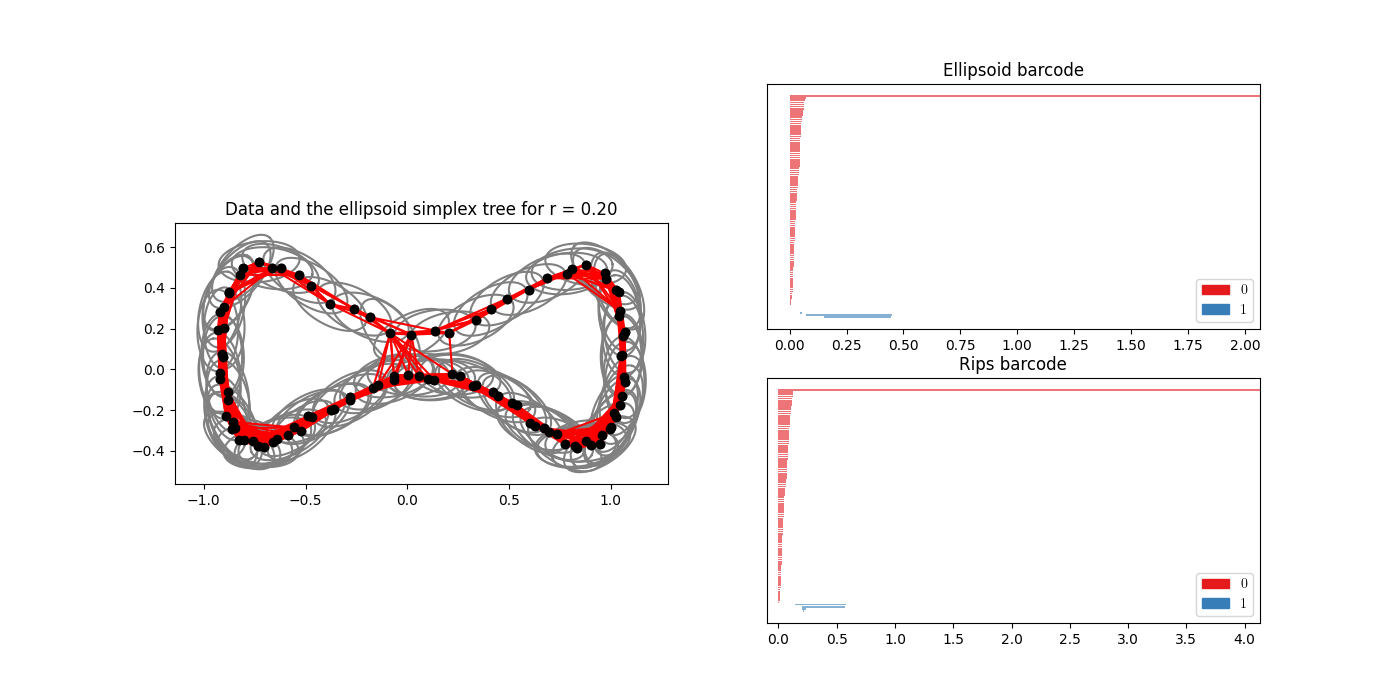 Data and the ellipsoid simplex tree for r = 0.20
0.6
0.4
0.2
0.0
−0.2
−0.4
−1.0 −0.5 0.0 0.5 1.0
Ellipsoid barcode
0
1
0.00 0.25 0.50 0.75 1.00 1.25 1.50 1.75 2.00
Rips barcode
0
1
0.0 0.5 1.0 1.5 2.0 2.5 3.0 3.5 4.0